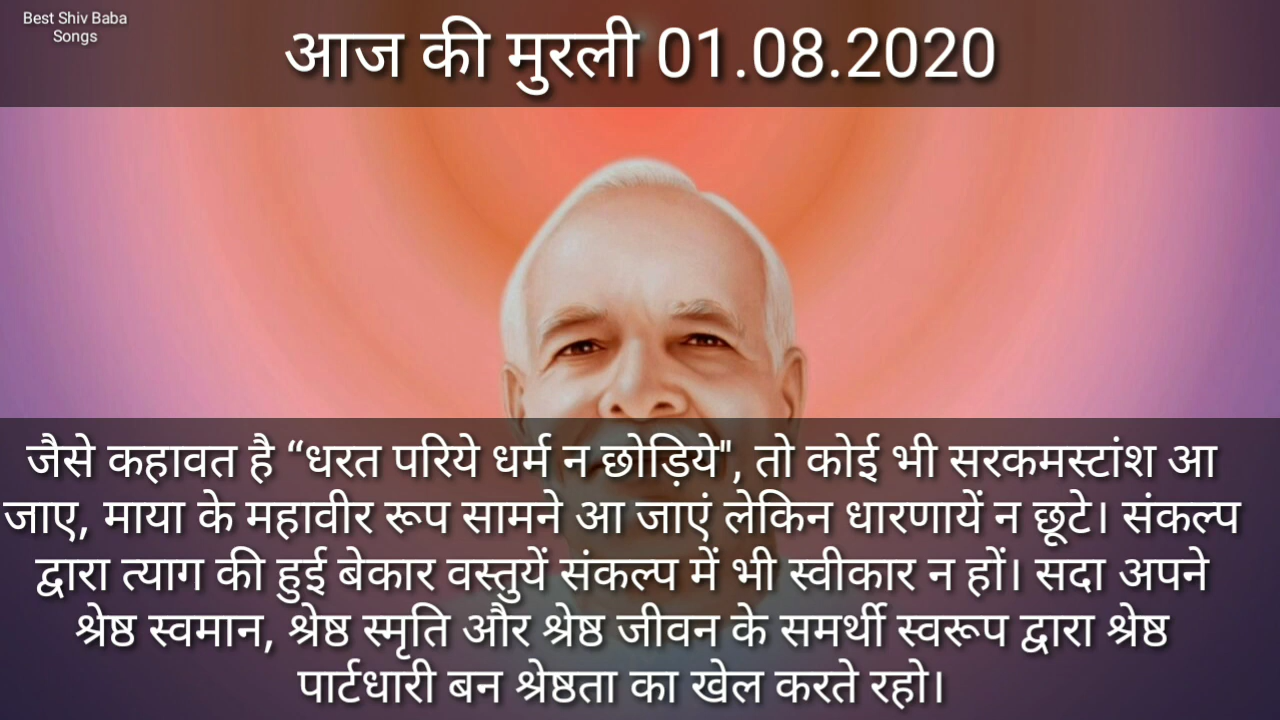 Best Shiv Baba
Songs
आज की मुरली 01.08.2020
जैसे कहावत है “धरत परिये धर्म न छोड़िये", तो कोई भी सरकमस्टांश आ
जाए, माया के महावीर रूप सामने आ जाएं लेकिन धारणायें न छूटे। संकल्प
द्वारा त्याग की हुई बेकार वस्तुयें संकल्प में भी स्वीकार न हों। सदा अपने
श्रेष्ठ स्वमान, श्रेष्ठ स्मृति और श्रेष्ठ जीवन के समर्थी स्वरूप द्वारा श्रेष्ठ
पार्टधारी बन श्रेष्ठता का खेल करते रहो।